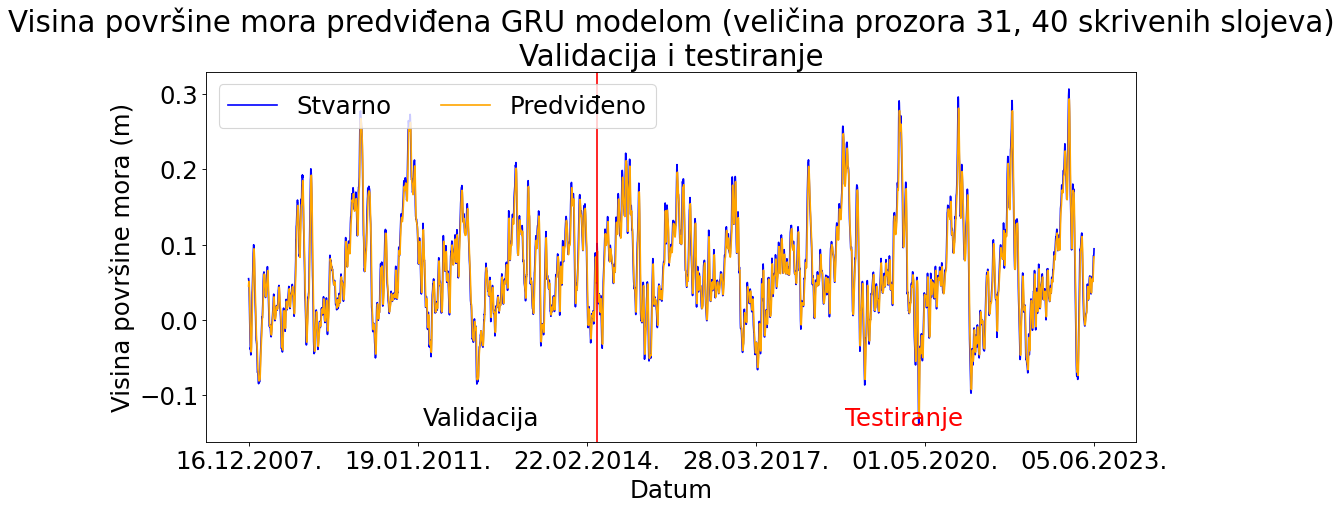 Visina površine mora predviđena GRU modelom (veličina prozora 31, 40 skrivenih slojeva)
Validacija i testiranje
Stvarno
Predviđeno
Visina površine mora (m)
0.3
0.2
0.1
0.0
−0.1
Validacija
Testiranje
16.12.2007.
19.01.2011.
22.02.2014.
28.03.2017.
01.05.2020.
05.06.2023.
Datum